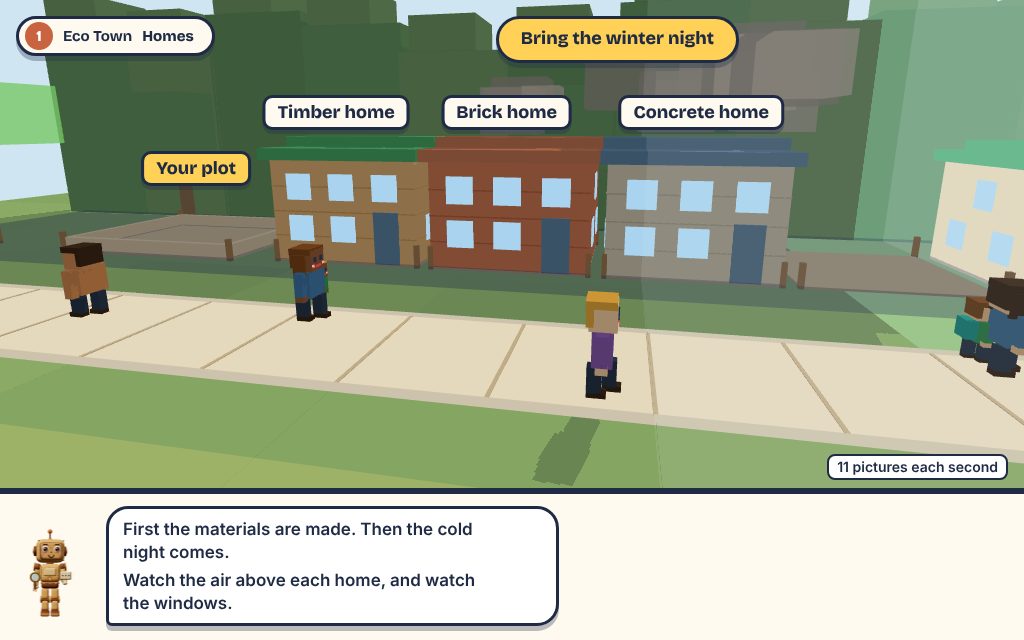 1 Eco Town Homes
Bring the winter night
Timber home
Brick home
Concrete home
Your plot
11 pictures each second
First the materials are made. Then the cold
night comes.
Watch the air above each home, and watch
the windows.